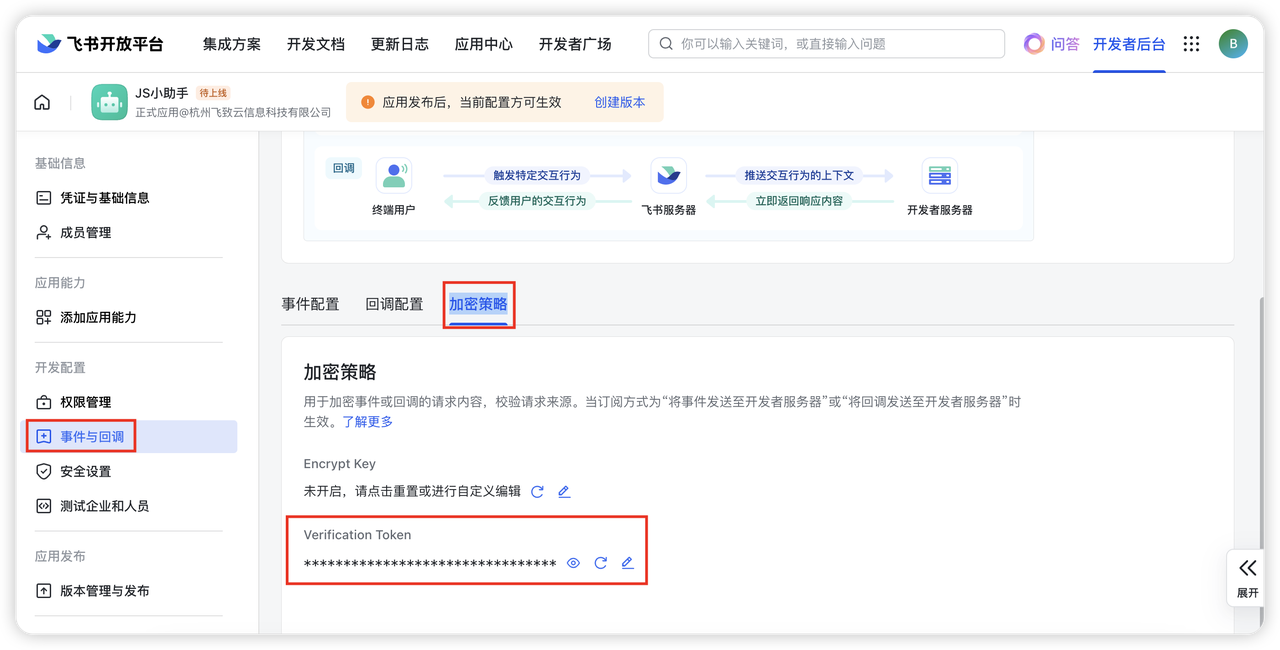 飞书开放平台 集成方案 开发文档 更新日志 应用中心 开发者广场 你可以输入关键词，或直接输入问题 问答 开发者后台 B
JS小助手 待上线
正式应用@杭州飞致云信息科技有限公司
应用发布后，当前配置方可生效 创建版本
基础信息
凭证与基础信息
成员管理
应用能力
添加应用能力
开发配置
权限管理
事件与回调
安全设置
测试企业和人员
应用发布
版本管理与发布
回调
触发特定交互行为 推送交互行为的上下文
反馈用户的交互行为 立即返回响应内容
终端用户 飞书服务器 开发者服务器
事件配置 回调配置 加密策略
加密策略
用于加密事件或回调的请求内容，校验请求来源。当订阅方式为“将事件发送至开发者服务器”或“将回调发送至开发者服务器”时
生效。了解更多
Encrypt Key
未开启，请点击重置或进行自定义编辑
Verification Token
********************************
展开